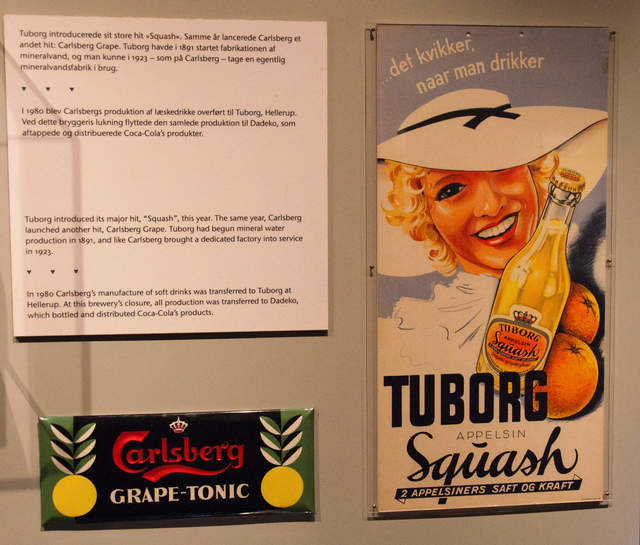 Tuborg introducerede sit store hit »Squash«. Samme år lancerede Carlsberg et
andet hit: Carlsberg Grape. Tuborg havde i 1891 startet fabrikationen af
mineralvand, og man kunne i 1923 – som på Carlsberg – tage en egentlig
mineralvandsfabrik i brug.
I 1980 blev Carlsbergs produktion af læskedrikke overført til Tuborg, Hellerup.
Ved dette bryggeris lukning flyttede den samlede produktion til Dadeko, som
aftappede og distribuerede Coca-Cola's produkter.
Tuborg introduced its major hit, "Squash", this year. The same year, Carlsberg
launched another hit, Carlsberg Grape. Tuborg had begun mineral water
production in 1891, and like Carlsberg brought a dedicated factory into service
in 1923.
In 1980 Carlsberg's manufacture of soft drinks was transferred to Tuborg at
Hellerup. At this brewery's closure, all production was transferred to Dadeko,
which bottled and distributed Coca-Cola's products.
Carlsberg
GRAPE-TONIC
...det kvikker,
naar man drikker
TUBORG
APPELSIN
Squash
TUBORG
APPELSIN
Squash
2 APPELSINERS SAFT OG KRAFT